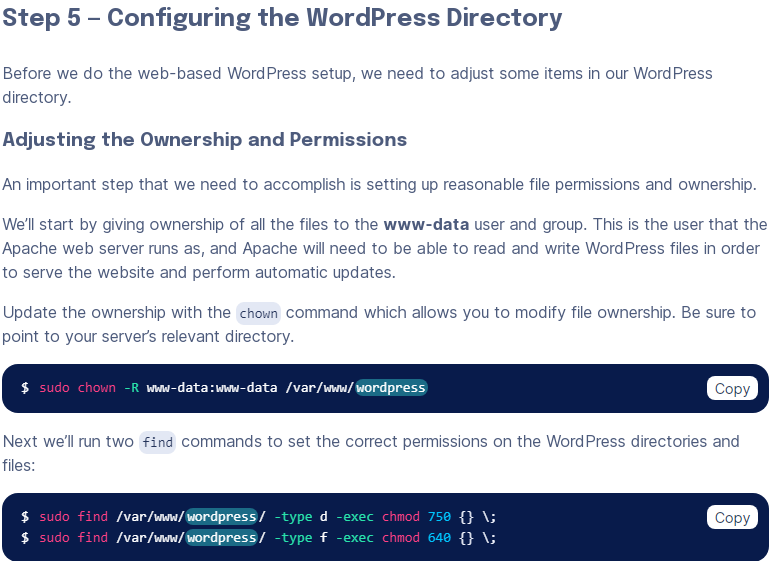 Step 5 — Configuring the WordPress Directory
Before we do the web-based WordPress setup, we need to adjust some items in our WordPress
directory.
Adjusting the Ownership and Permissions
An important step that we need to accomplish is setting up reasonable file permissions and ownership.
We’ll start by giving ownership of all the files to the www-data user and group. This is the user that the
Apache web server runs as, and Apache will need to be able to read and write WordPress files in order
to serve the website and perform automatic updates.
Update the ownership with the chown command which allows you to modify file ownership. Be sure to
point to your server’s relevant directory.
$ sudo chown -R www-data:www-data /var/www/wordpress Copy
Next we’ll run two find commands to set the correct permissions on the WordPress directories and
files:
$ sudo find /var/www/wordpress/ -type d -exec chmod 750 {} \; Copy
$ sudo find /var/www/wordpress/ -type f -exec chmod 640 {} \;